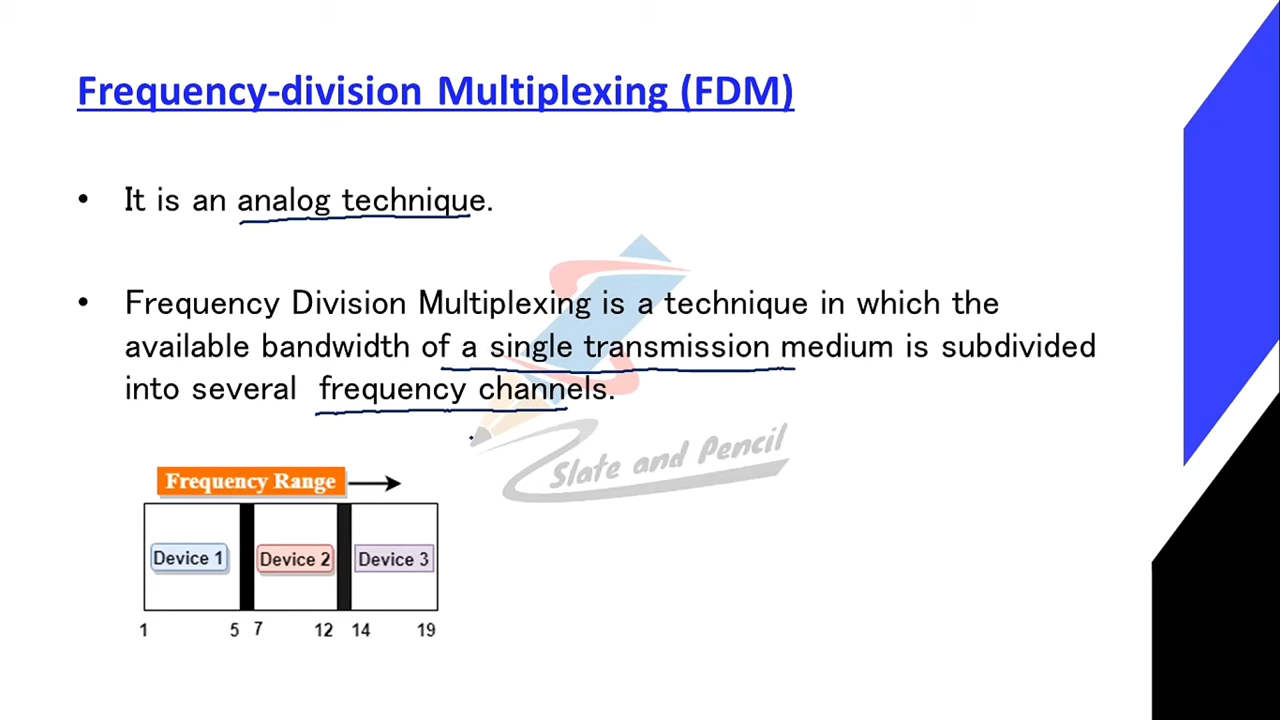 Frequency-division Multiplexing (FDM)
• It is an analog technique.
• Frequency Division Multiplexing is a technique in which the
available bandwidth of a single transmission medium is subdivided
into several frequency channels.
Slate and Pencil
Frequency Range
Device 1 Device 2 Device 3
1 5 7 12 14 19